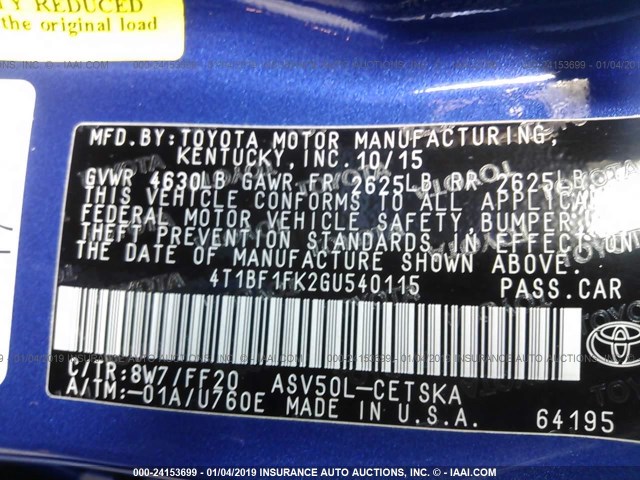 Y REDUCED
the original load
MFD.BY:TOYOTA MOTOR MANUFACTURING,
KENTUCKY, INC. 10/15
GVWR 4630LB GAWR FR 2625LB RR 2625LB
THIS VEHICLE CONFORMS TO ALL APPLICA
FEDERAL MOTOR VEHICLE SAFETY, BUMPER
THEFT PREVENTION STANDARDS IN EFFECT ON
THE DATE OF MANUFACTURE SHOWN ABOVE.
4T1BF1FK2GU540115 PASS.CAR
TOYOTA
C/TR:8W7/FF20 ASV50L-CETSKA
A/TM:-01A/U760E MADE IN U.S.A. 64195
000-24153699 - 01/04/2019 INSURANCE AUTO AUCTIONS, INC. - © IAAI.COM